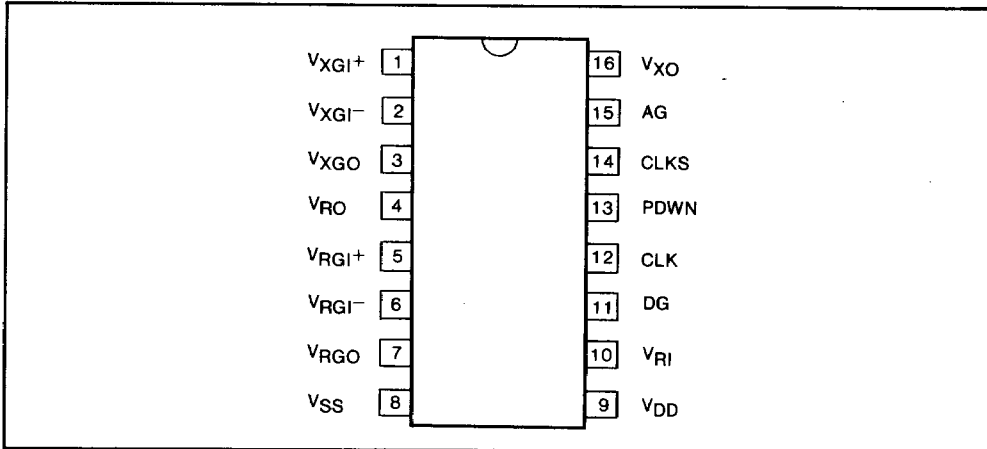 VXGI+ 1
VXGI− 2
VXGO 3
VRO 4
VRGI+ 5
VRGI− 6
VRGO 7
VSS 8
16 VXO
15 AG
14 CLKS
13 PDWN
12 CLK
11 DG
10 VRI
9 VDD